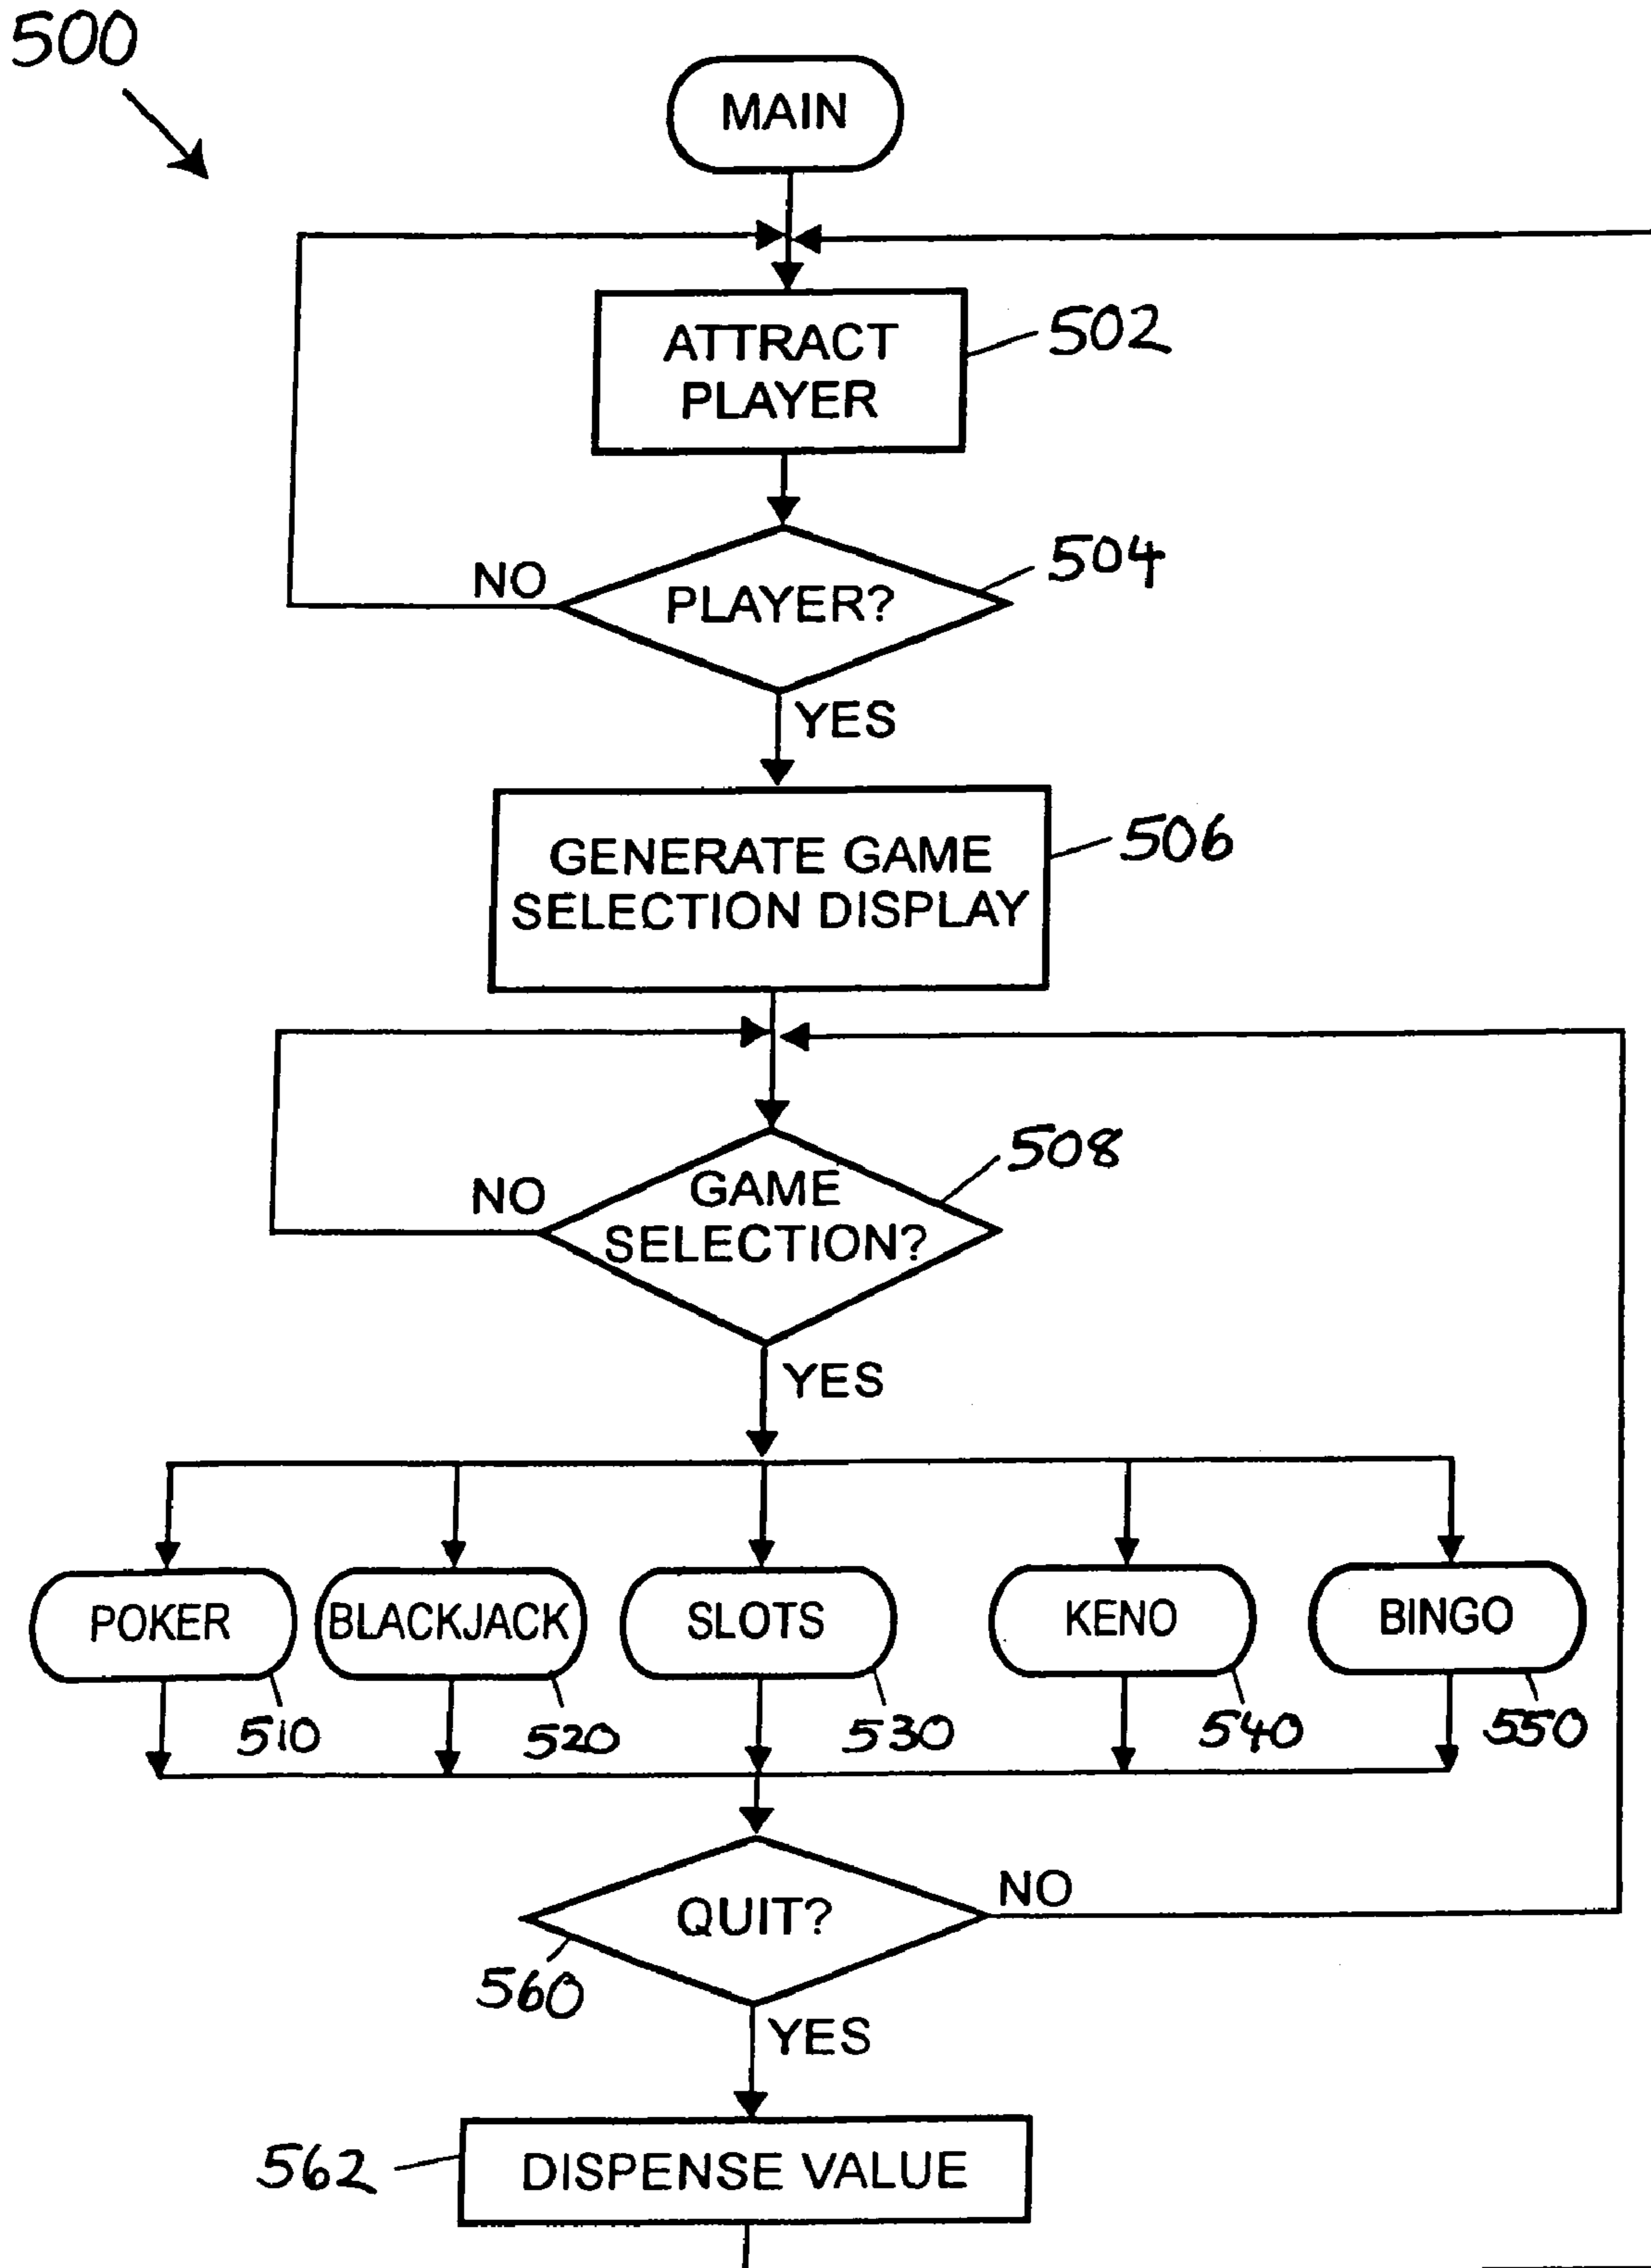 500
MAIN
ATTRACT
PLAYER
502
504
NO
PLAYER?
YES
GENERATE GAME
SELECTION DISPLAY
506
508
NO
GAME
SELECTION?
YES
POKER
BLACKJACK
SLOTS
KENO
BINGO
510
520
530
540
550
QUIT?
NO
560
YES
562
DISPENSE VALUE